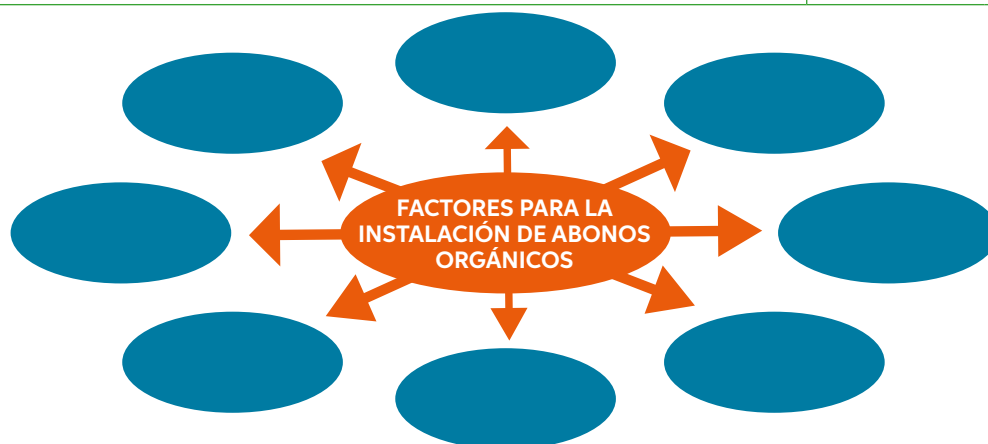 FACTORES PARA LA
INSTALACIÓN DE ABONOS
ORGÁNICOS